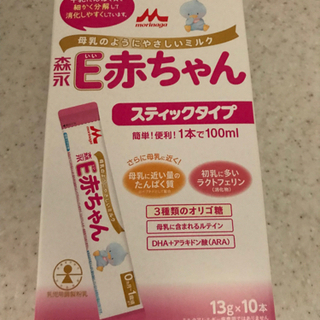 細かく分解して
消化しやすくしています。
morinaga
母乳のようにやさしいミルク
森永
E赤ちゃん
いい
スティックタイプ
簡単!便利!1本で100ml
さらに母乳に近く!
母乳に近い量の
たんぱく質
初乳に多い
ラクトフェリン
3種類のオリゴ糖
母乳に含まれるルテイン
DHA+アラキドン酸(ARA)
森永
E赤ちゃん
13g×10本